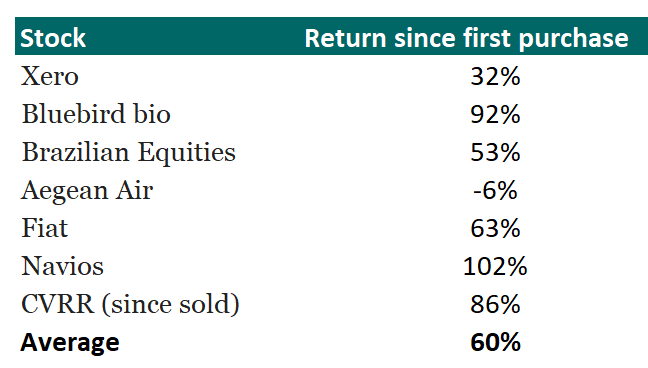 Stock Return since first purchase
Xero 32%
Bluebird bio 92%
Brazilian Equities 53%
Aegean Air -6%
Fiat 63%
Navios 102%
CVRR (since sold) 86%
Average 60%